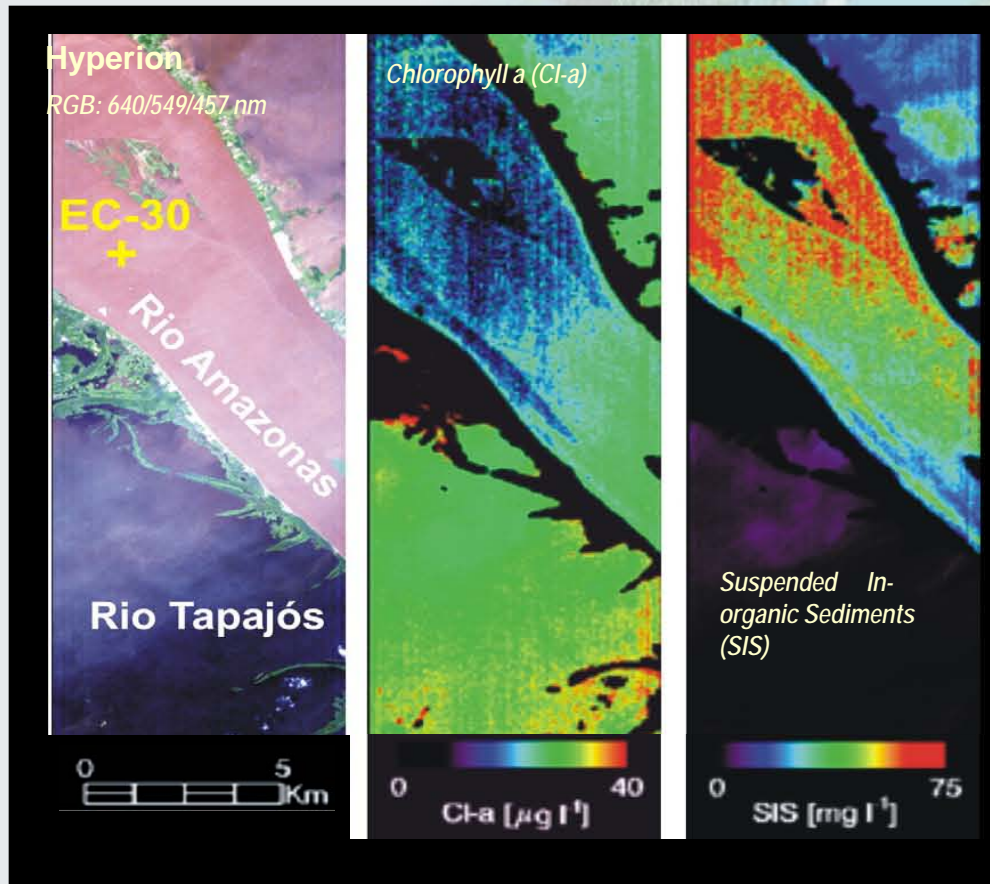 Hyperion
RGB: 640/549/457 nm
EC-30
+
Rio Amazonas
Rio Tapajós
0 5
Km
Chlorophyll a (Cl-a)
0 40
Cl-a [µg l⁻¹]
Suspended In-
organic Sediments
(SIS)
0 75
SIS [mg l⁻¹]